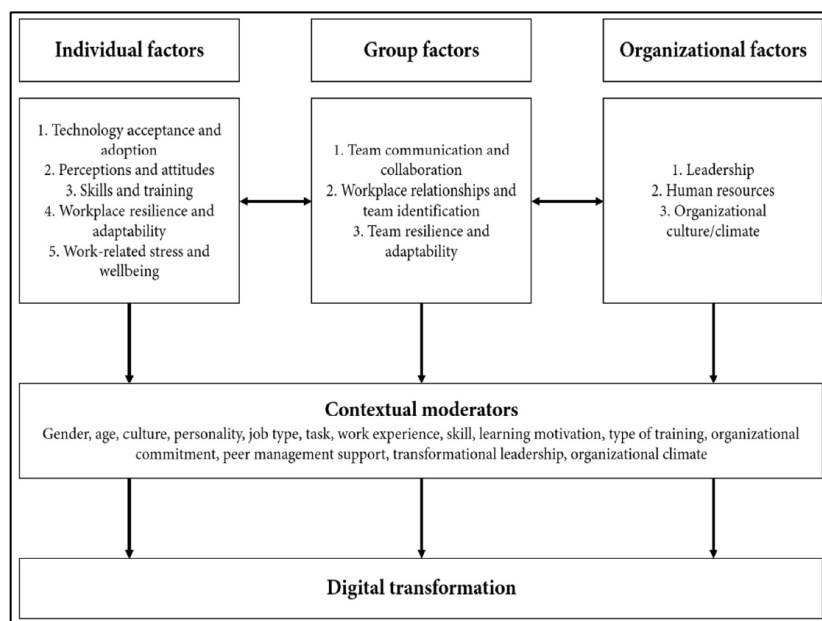 Individual factors
Group factors
Organizational factors
1. Technology acceptance and
adoption
2. Perceptions and attitudes
3. Skills and training
4. Workplace resilience and
adaptability
5. Work-related stress and
wellbeing
1. Team communication and
collaboration
2. Workplace relationships and
team identification
3. Team resilience and
adaptability
1. Leadership
2. Human resources
3. Organizational
culture/climate
Contextual moderators
Gender, age, culture, personality, job type, task, work experience, skill, learning motivation, type of training, organizational
commitment, peer management support, transformational leadership, organizational climate
Digital transformation